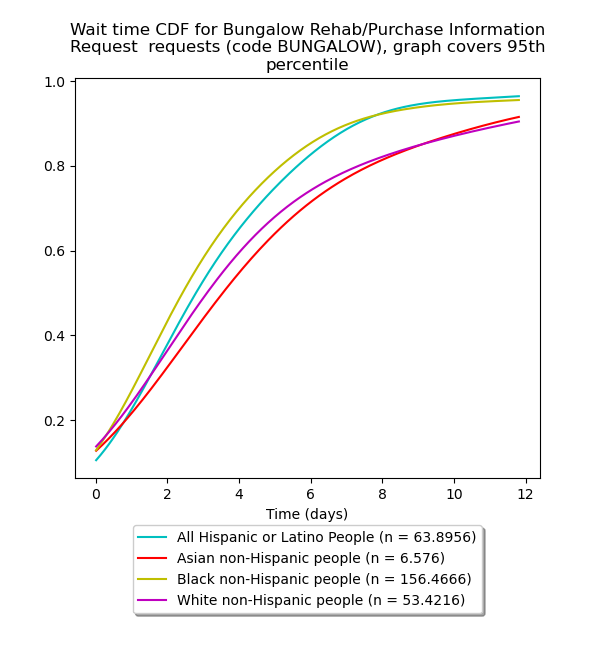 Wait time CDF for Bungalow Rehab/Purchase Information
Request  requests (code BUNGALOW), graph covers 95th
percentile
1.0
0.8
0.6
0.4
0.2
0 2 4 6 8 10 12
Time (days)
All Hispanic or Latino People (n = 63.8956)
Asian non-Hispanic people (n = 6.576)
Black non-Hispanic people (n = 156.4666)
White non-Hispanic people (n = 53.4216)